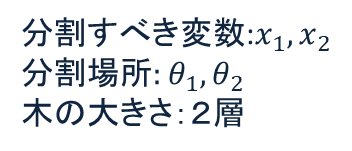 分割すべき変数:x₁, x₂
分割場所: θ₁, θ₂
木の大きさ: ２層